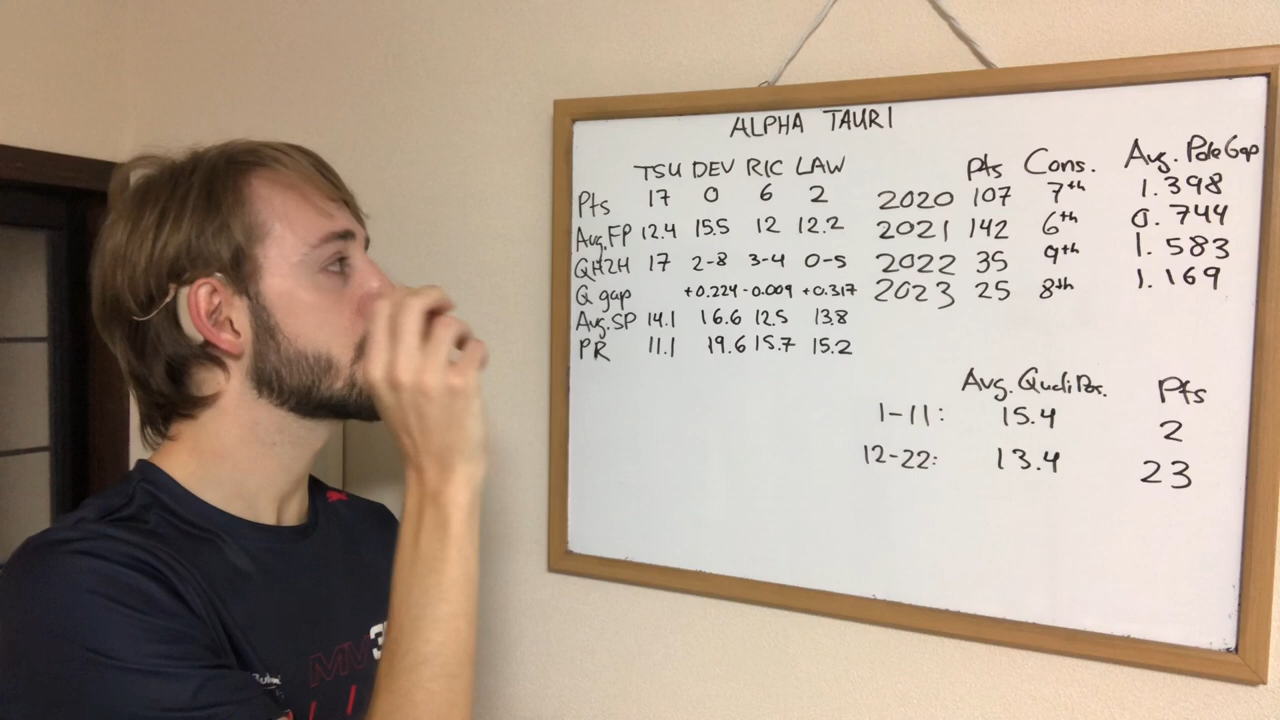 ALPHA TAURI
TSU DEV RIC LAW
Pts 17 0 6 2
Avg.FP 12.4 15.5 12 12.2
QH2H 17 2-8 3-4 0-5
Q gap +0.224 -0.009 +0.317
Avg.SP 14.1 16.6 12.5 13.8
PR 11.1 19.6 15.7 15.2
Pts Cons. Avg. Pole Gap
2020 107 7th 1.398
2021 142 6th 0.744
2022 35 9th 1.583
2023 25 8th 1.169
Avg. Quali Pos. Pts
1-11: 15.4 2
12-22: 13.4 23
MV3